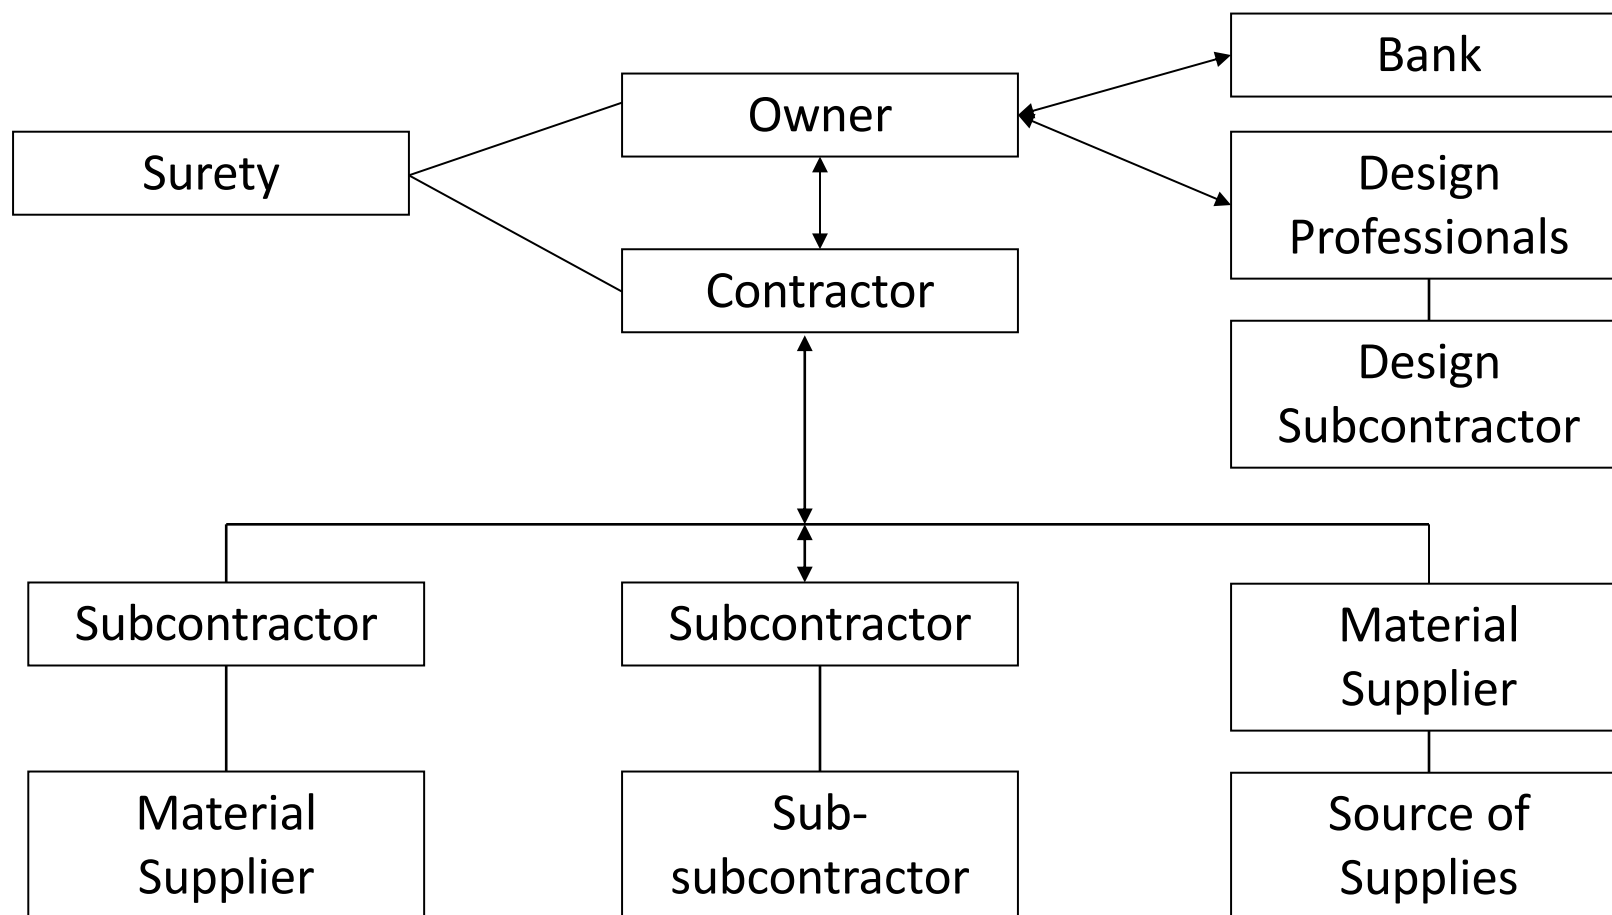 Bank
Owner
Surety
Design
Professionals
Contractor
Design
Subcontractor
Subcontractor
Subcontractor
Material
Supplier
Material
Supplier
Sub-
subcontractor
Source of
Supplies